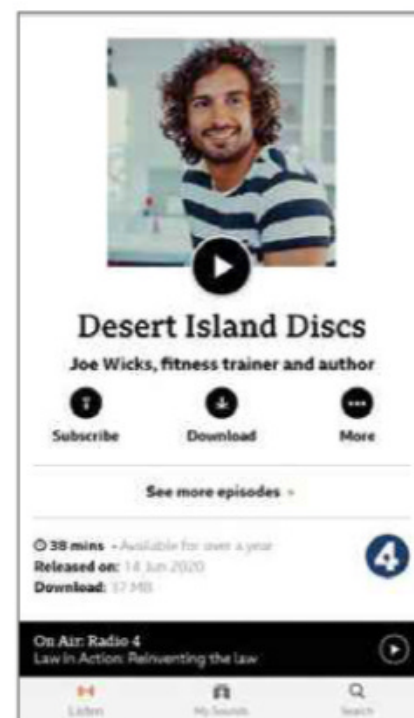 Desert Island Discs
Joe Wicks, fitness trainer and author
Subscribe
Download
More
See more episodes
38 mins - Available for over a year
Released on: 14 Jun 2020
Download: 37 MB
4
On Air: Radio 4
Law in Action: Reinventing the law
Listen
My Sounds
Search